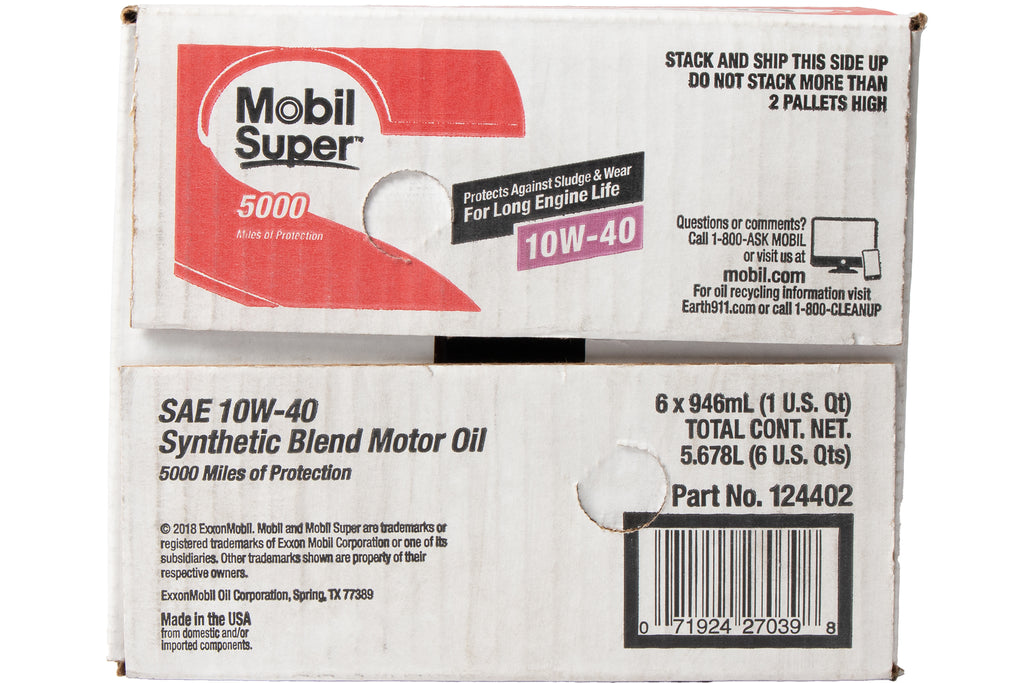 Mobil
Super™
5000
Miles of Protection
Protects Against Sludge & Wear
For Long Engine Life
10W-40
STACK AND SHIP THIS SIDE UP
DO NOT STACK MORE THAN
2 PALLETS HIGH
Questions or comments?
Call 1-800-ASK MOBIL
or visit us at
mobil.com
For oil recycling information visit
Earth911.com or call 1-800-CLEANUP
SAE 10W-40
Synthetic Blend Motor Oil
5000 Miles of Protection
© 2018 ExxonMobil. Mobil and Mobil Super are trademarks or
registered trademarks of Exxon Mobil Corporation or one of its
subsidiaries. Other trademarks shown are property of their
respective owners.
ExxonMobil Oil Corporation, Spring, TX 77389
Made in the USA
from domestic and/or
imported components.
6 x 946mL (1 U.S. Qt)
TOTAL CONT. NET.
5.678L (6 U.S. Qts)
Part No. 124402
0 71924 27039 8